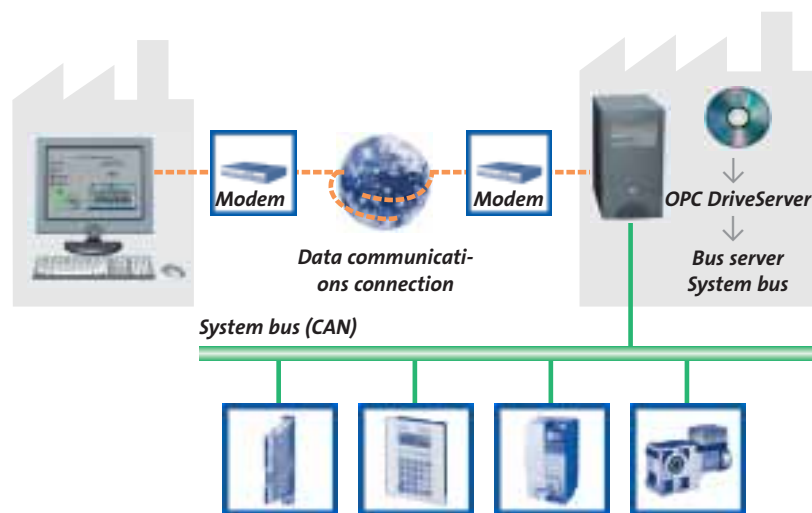 Modem
Modem
OPC DriveServer
Data communicati-
ons connection
Bus server
System bus
System bus (CAN)